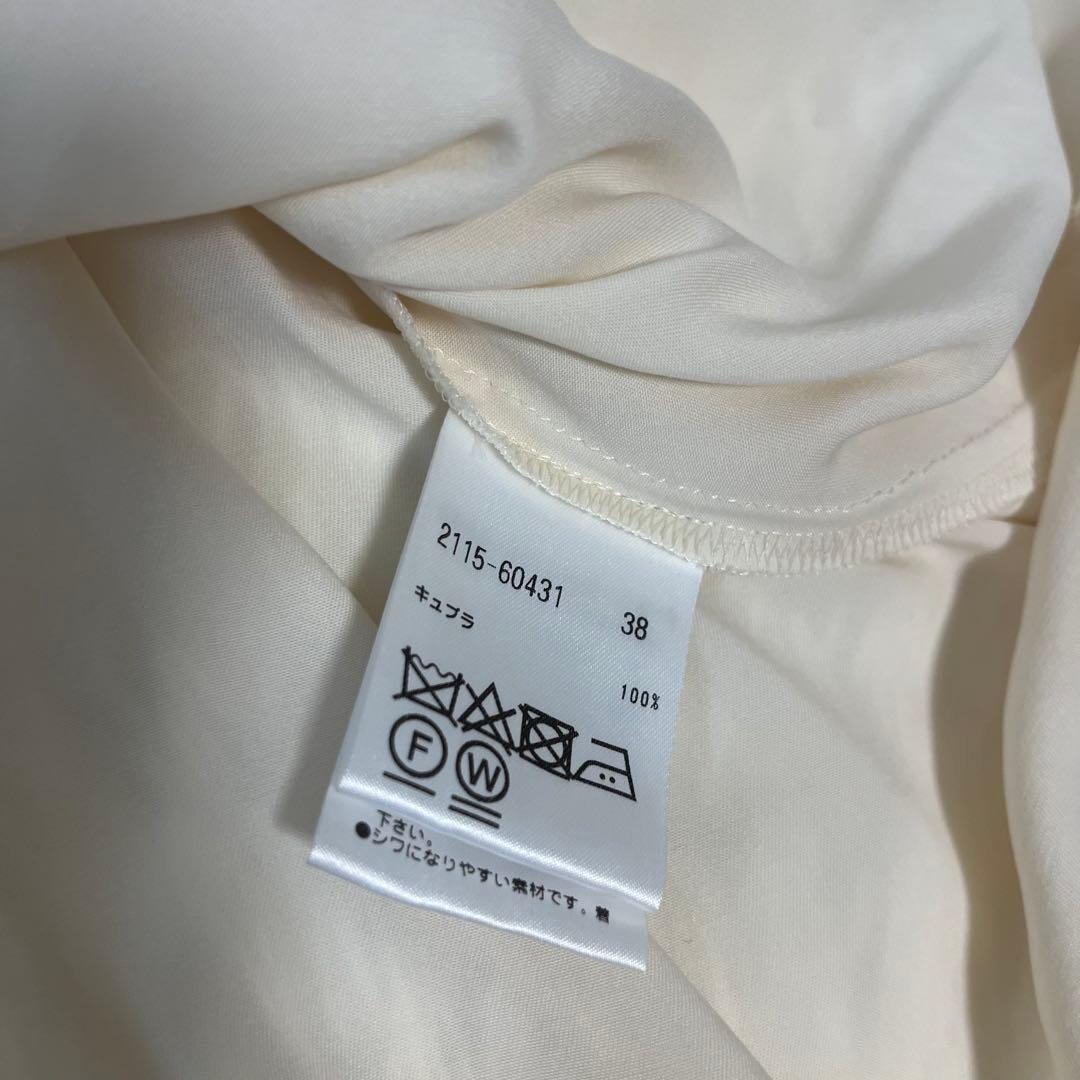 2115-60431
38
キュプラ
100%
F W
下さい。
●シワになりやすい素材です。着